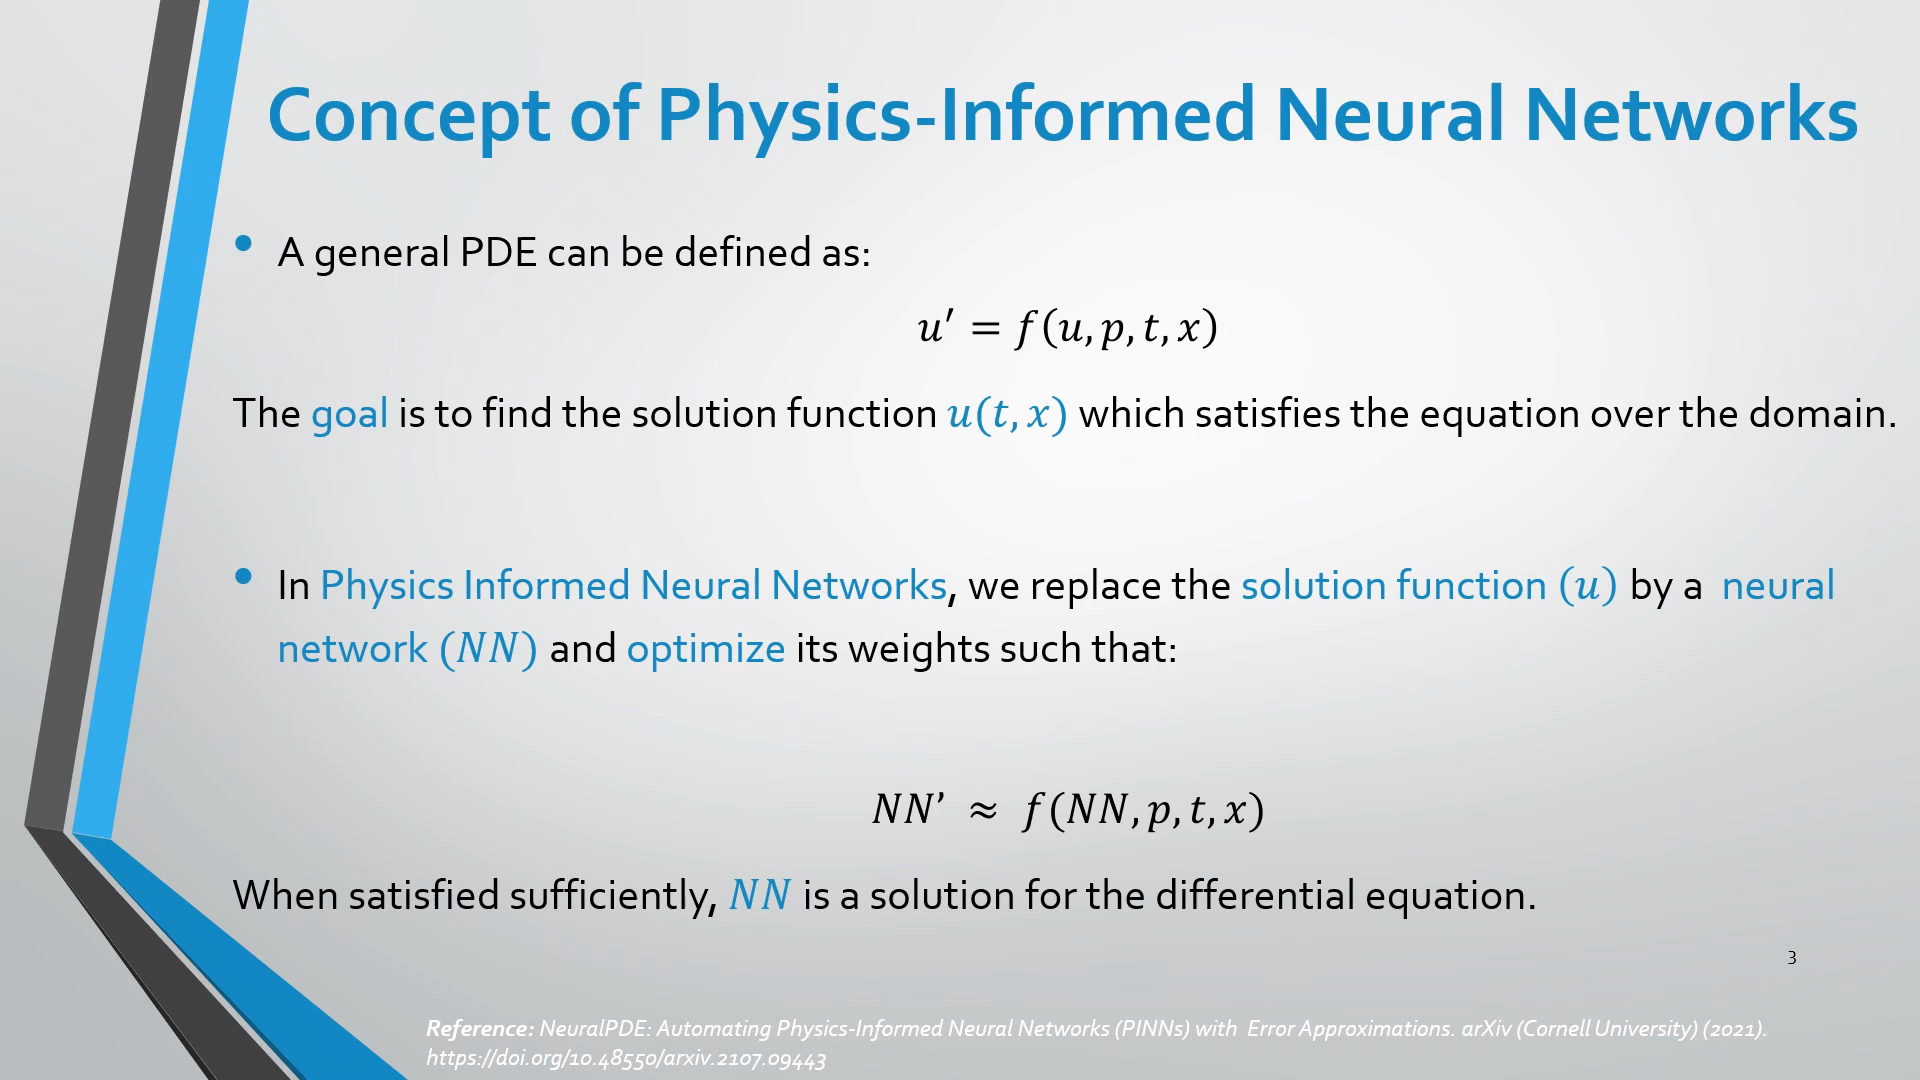 Concept of Physics-Informed Neural Networks
• A general PDE can be defined as:
𝑢′ = 𝑓(𝑢, 𝑝, 𝑡, 𝑥)
The goal is to find the solution function 𝑢(𝑡, 𝑥) which satisfies the equation over the domain.
• In Physics Informed Neural Networks, we replace the solution function (𝑢) by a neural
network (𝑁𝑁) and optimize its weights such that:
𝑁𝑁’ ≈ 𝑓(𝑁𝑁, 𝑝, 𝑡, 𝑥)
When satisfied sufficiently, 𝑁𝑁 is a solution for the differential equation.
3
Reference: NeuralPDE: Automating Physics-Informed Neural Networks (PINNs) with Error Approximations. arXiv (Cornell University) (2021).
https://doi.org/10.48550/arxiv.2107.09443